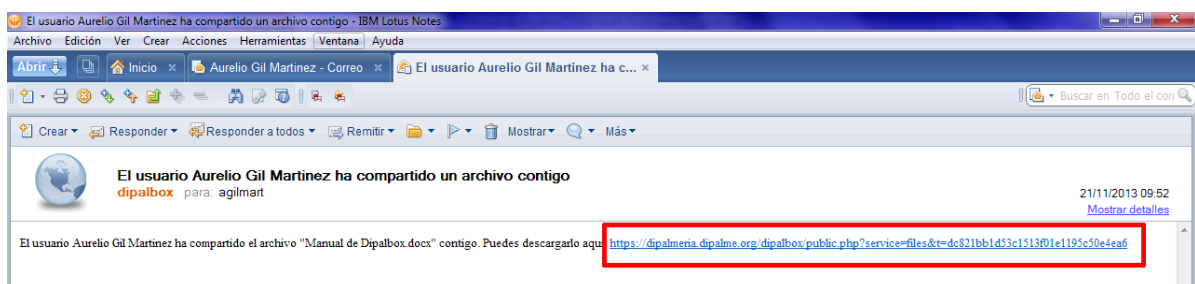 El usuario Aurelio Gil Martinez ha compartido un archivo contigo - IBM Lotus Notes
Archivo Edición Ver Crear Acciones Herramientas Ventana Ayuda
Abrir Inicio Aurelio Gil Martinez - Correo El usuario Aurelio Gil Martinez ha c...
Buscar en Todo el con
Crear Responder Responder a todos Remitir Mostrar Más
El usuario Aurelio Gil Martinez ha compartido un archivo contigo
dipalbox para: agilmart
21/11/2013 09:52
Mostrar detalles
El usuario Aurelio Gil Martinez ha compartido el archivo "Manual de Dipalbox.docx" contigo. Puedes descargarlo aqu https://dipalmeria.dipalme.org/dipalbox/public.php?service=files&t=dc821bb1d53c1513f01e1195c50e4ea6